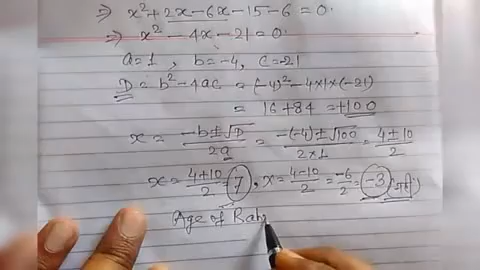 ⇒ x² + 2x - 6x - 15 - 6 = 0.
⇒ x² - 4x - 21 = 0.
a = 1, b = -4, c = -21
D = b² - 4ac = (-4)² - 4×1×(-21)
= 16 + 84 = +100
x = -b ± √D / 2a = -(-4) ± √100 / 2×1 = 4 ± 10 / 2
x = 4+10 / 2 = 7, x = 4-10 / 2 = -6 / 2 = -3
Age of Rah